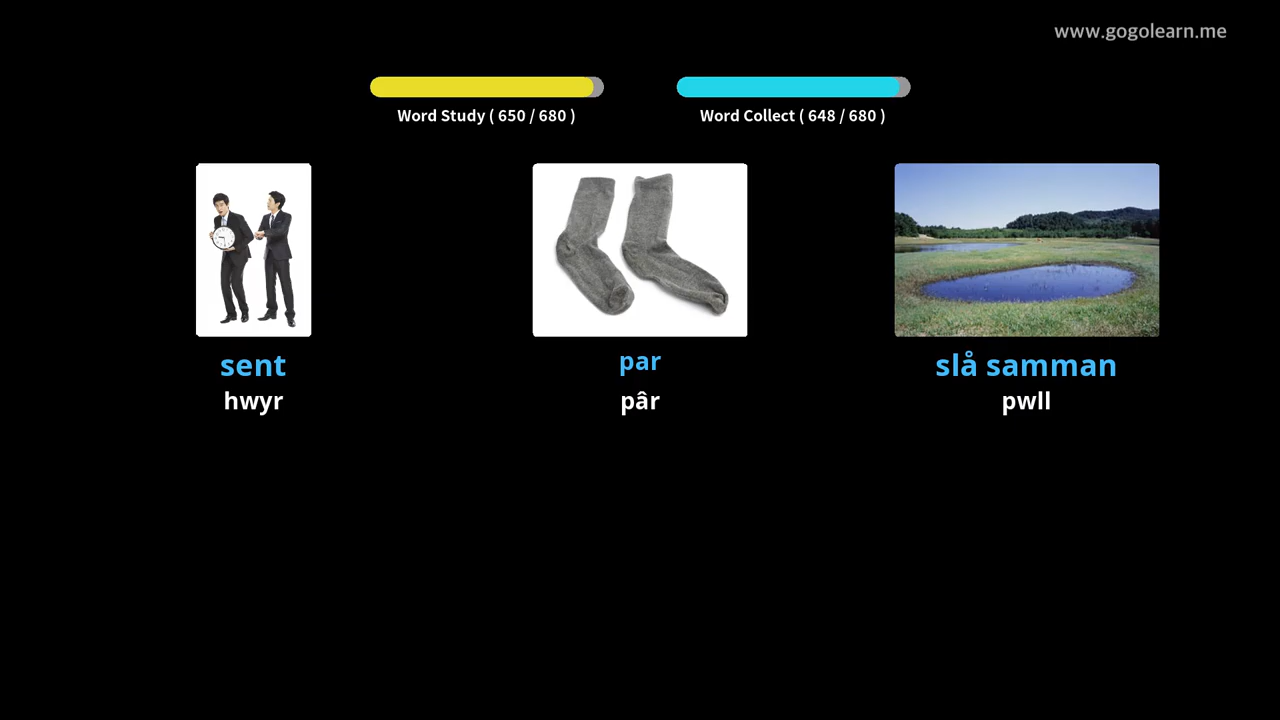 www.gogolearn.me
Word Study ( 650 / 680 )
Word Collect ( 648 / 680 )
sent
hwyr
par
pâr
slå samman
pwll